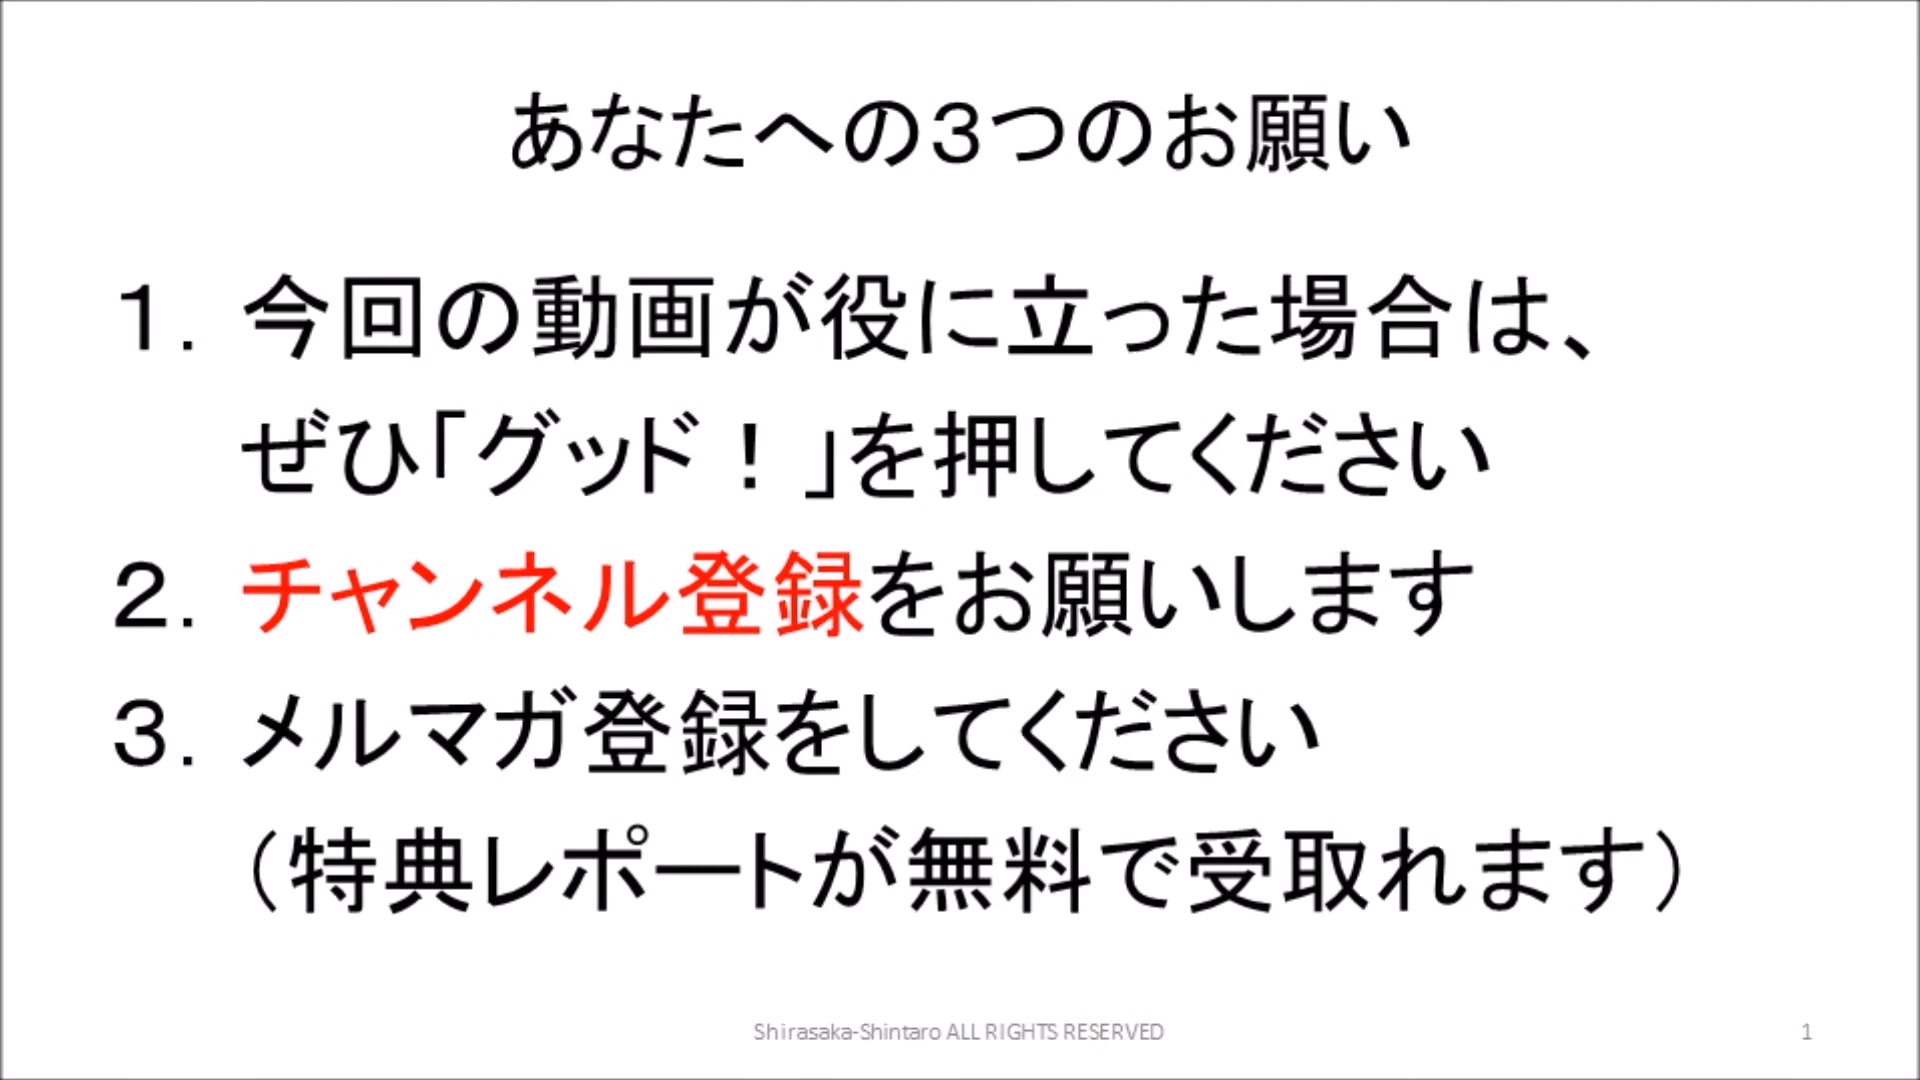 あなたへの３つのお願い
１．今回の動画が役に立った場合は、
ぜひ「グッド！」を押してください
２．チャンネル登録をお願いします
３．メルマガ登録をしてください
（特典レポートが無料で受取れます）
Shirasaka-Shintaro ALL RIGHTS RESERVED
1